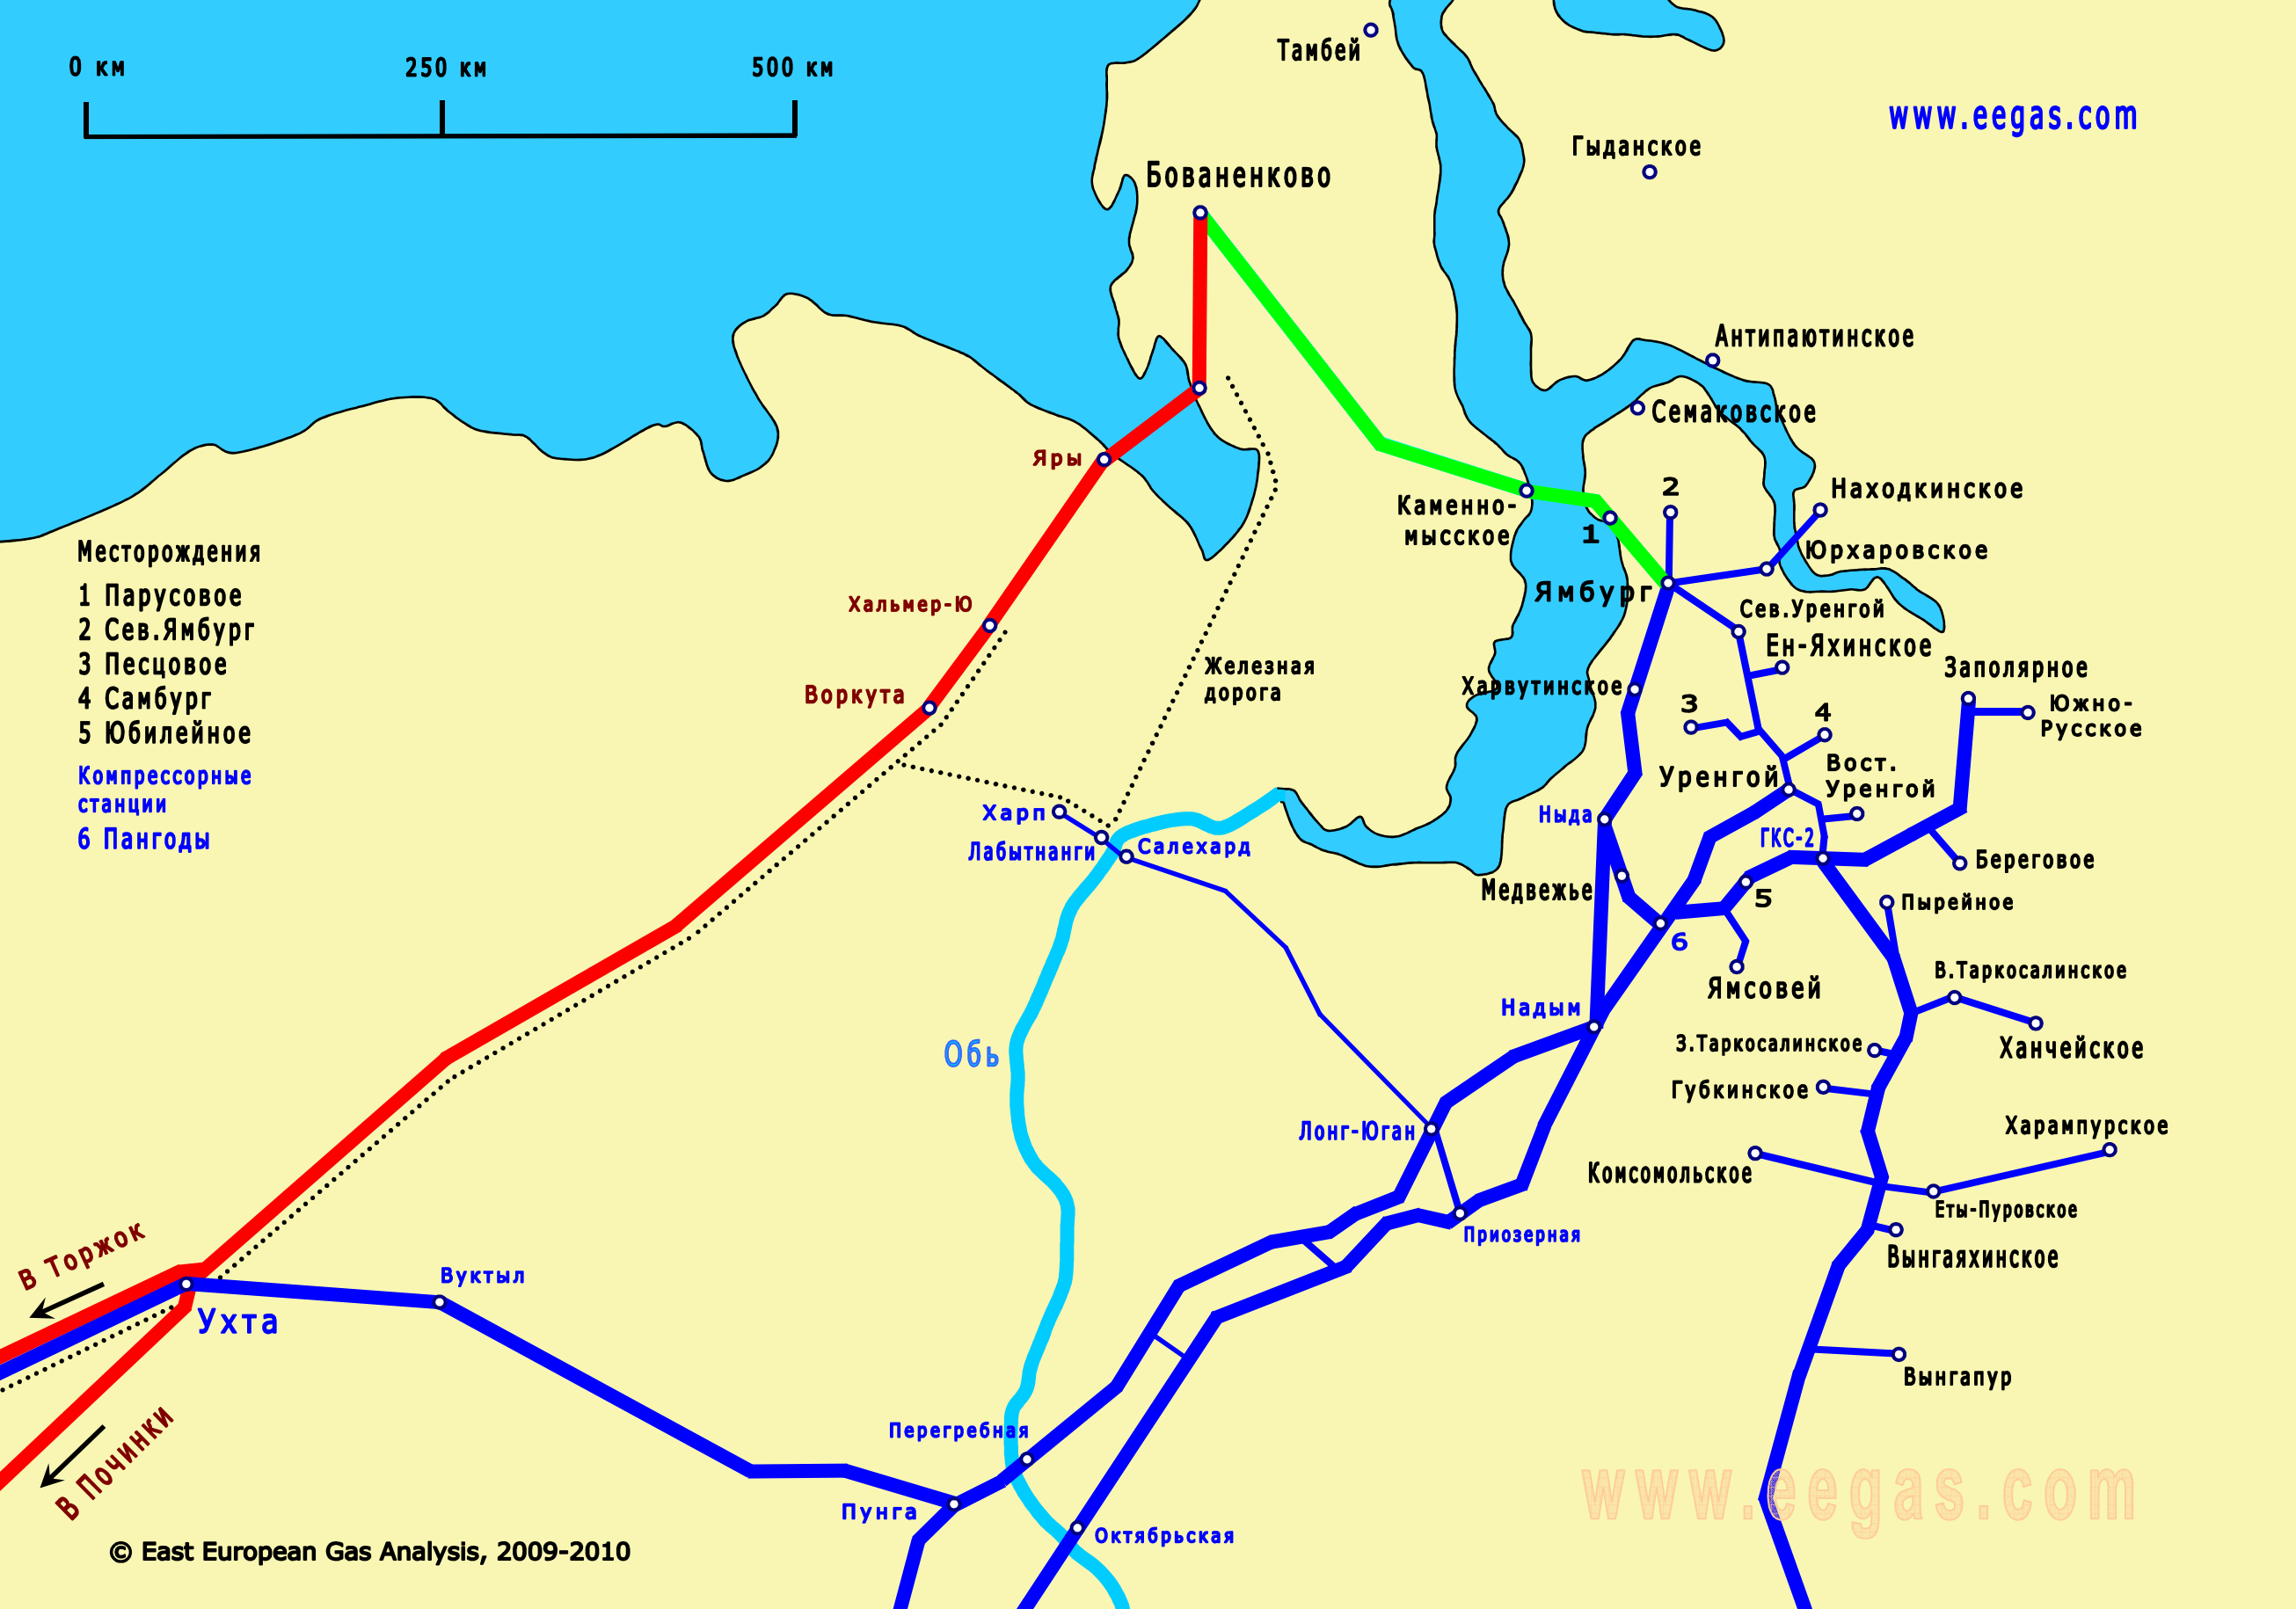 0 км
250 км
500 км
Тамбей
www.eegas.com
Гыданское
Бованенково
Антипаютинское
Семаковское
Яры
Каменно-
мысское
1
2
Находкинское
Юрхаровское
Месторождения
1 Парусовое
2 Сев.Ямбург
3 Песцовое
4 Самбург
5 Юбилейное
Компрессорные
станции
6 Пангоды
Хальмер-Ю
Ямбург
Сев.Уренгой
Ен-Яхинское
Воркута
Железная
дорога
Харвутинское
Заполярное
3
4
Южно-
Русское
Уренгой
Вост.
Уренгой
Харп
Лабытнанги
Салехард
Ныда
ГКС-2
Береговое
Медвежье
5
Пырейное
6
Ямсовей
В.Таркосалинское
Надым
Обь
З.Таркосалинское
Ханчейское
Губкинское
Лонг-Юган
Харампурское
Комсомольское
Еты-Пуровское
Приозерная
Вынгаяхинское
В Торжок
Вуктыл
Ухта
Вынгапур
В Починки
Перегребная
Пунга
Октябрьская
www.eegas.com
© East European Gas Analysis, 2009-2010